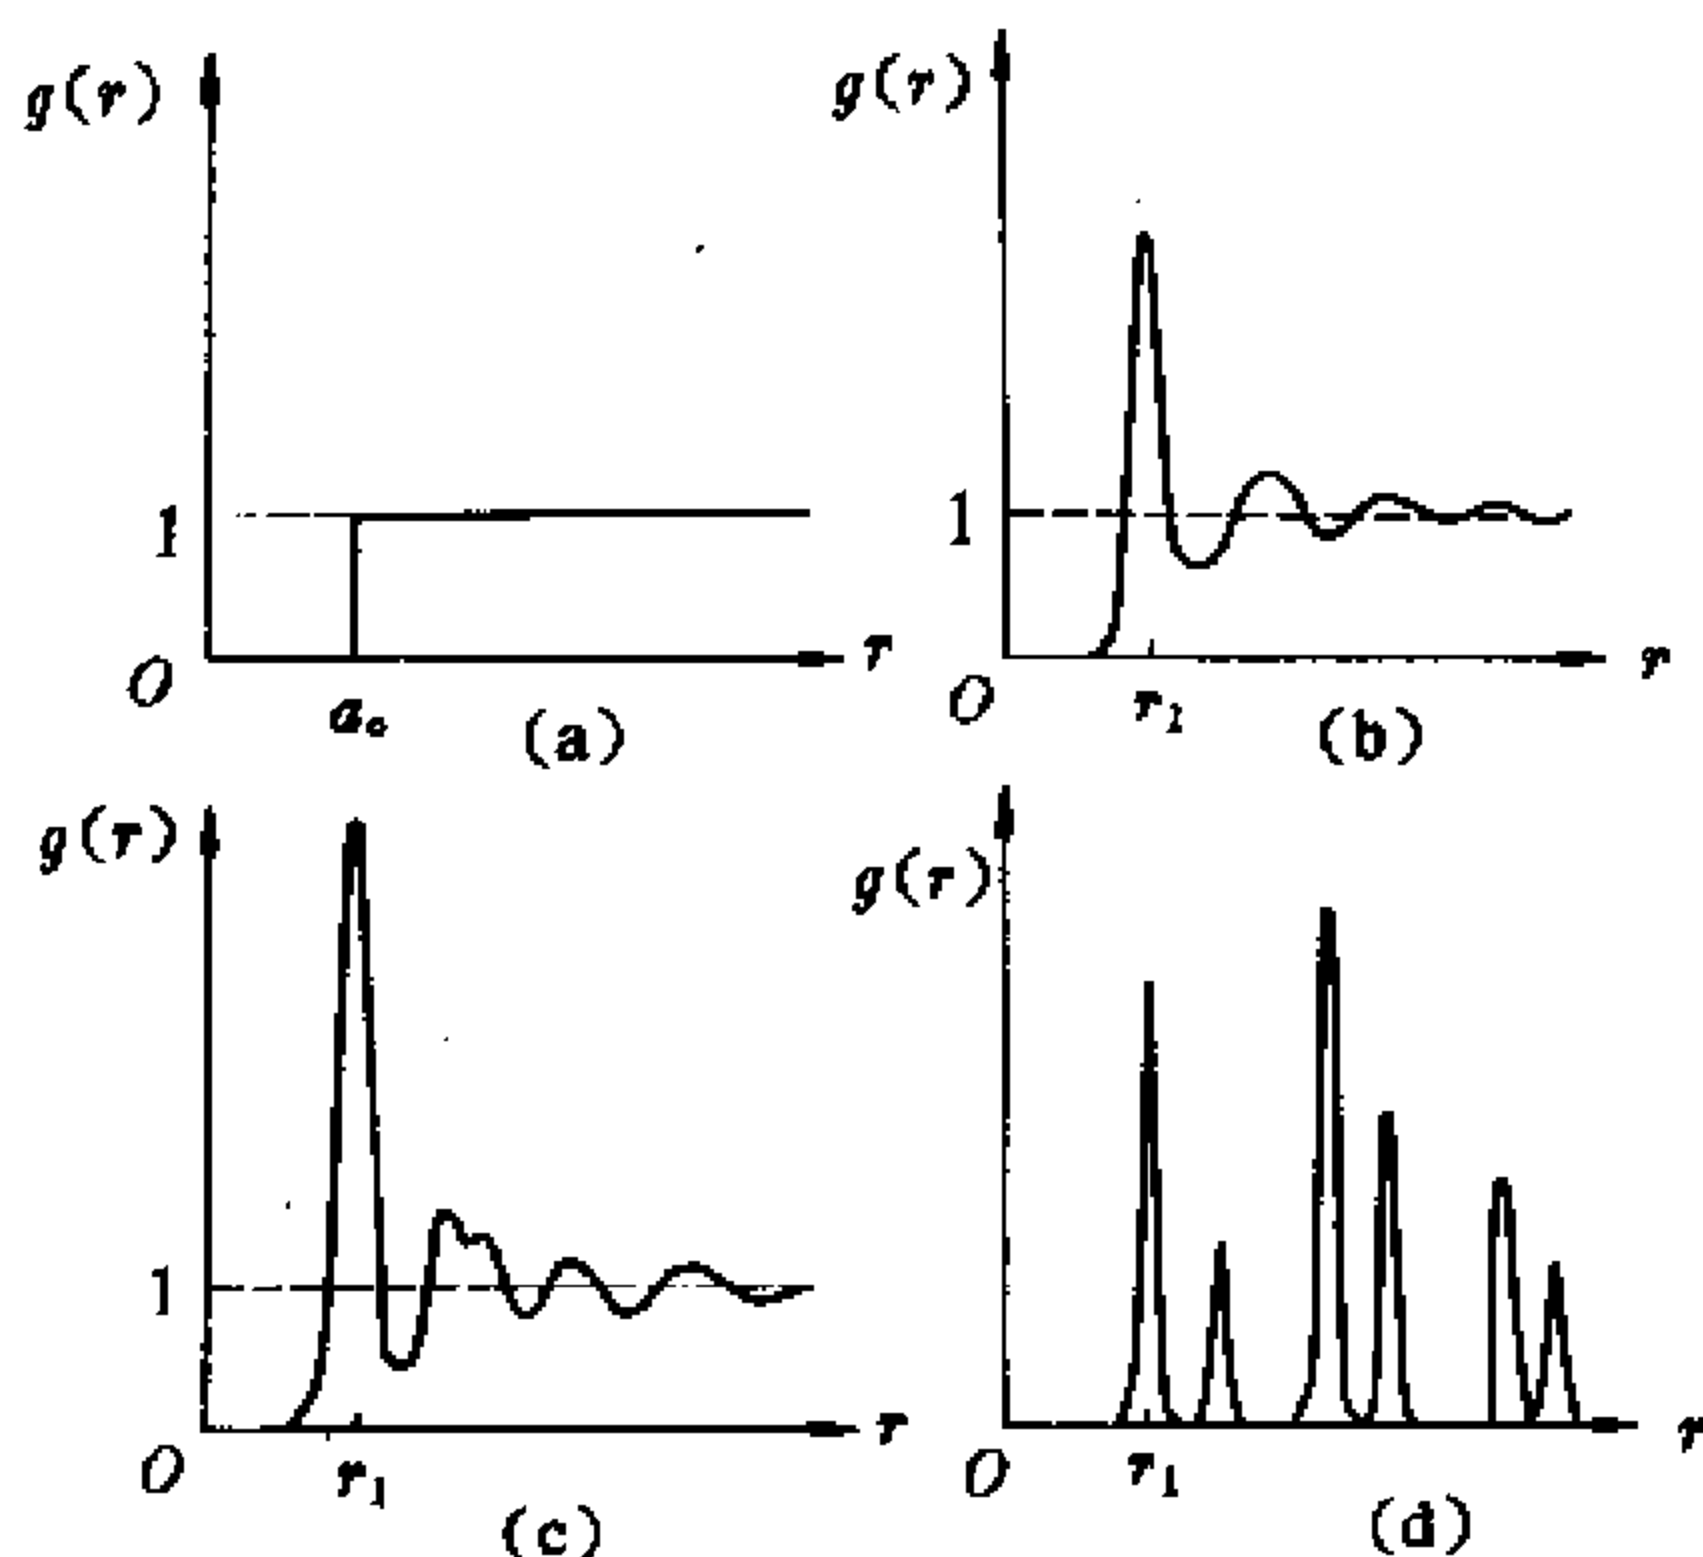 g(r)
1
O
a₀
r
(a)
g(r)
1
O
r₁
r
(b)
g(r)
1
O
r₁
r
(c)
g(r)
O
r₁
r
(d)